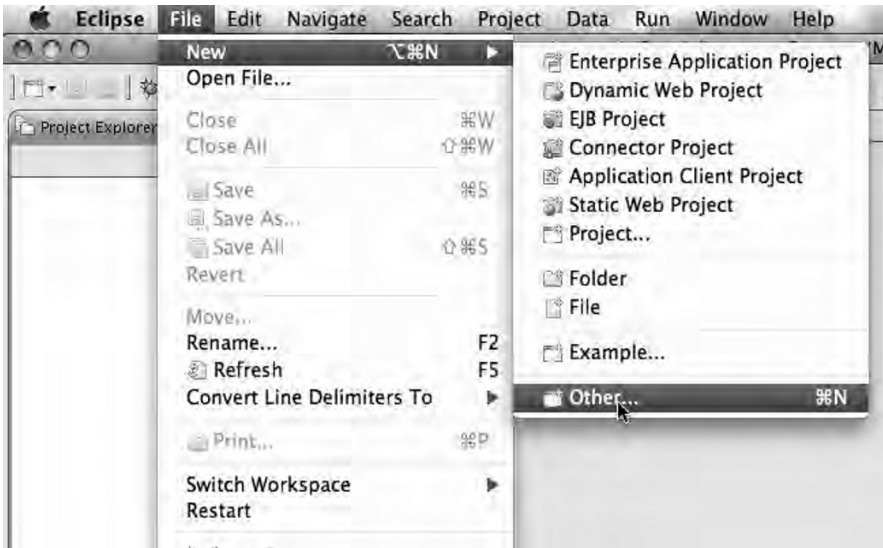 Eclipse File Edit Navigate Search Project Data Run Window Help
New ⌥⌘N ▶
Open File...
Close ⌘W
Close All ⇧⌘W
Save ⌘S
Save As...
Save All ⇧⌘S
Revert
Move...
Rename... F2
Refresh F5
Convert Line Delimiters To ▶
Print... ⌘P
Switch Workspace ▶
Restart
Project Explorer
Enterprise Application Project
Dynamic Web Project
EJB Project
Connector Project
Application Client Project
Static Web Project
Project...
Folder
File
Example...
Other... ⌘N